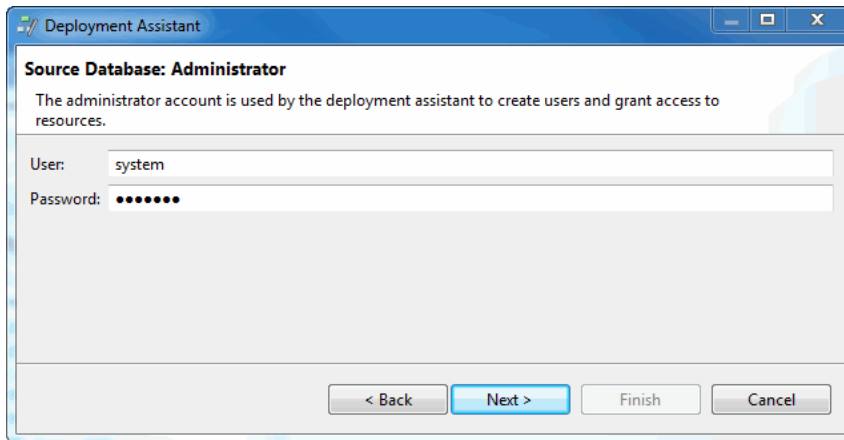 Deployment Assistant
Source Database: Administrator
The administrator account is used by the deployment assistant to create users and grant access to
resources.
User: system
Password: •••••••
< Back Next > Finish Cancel